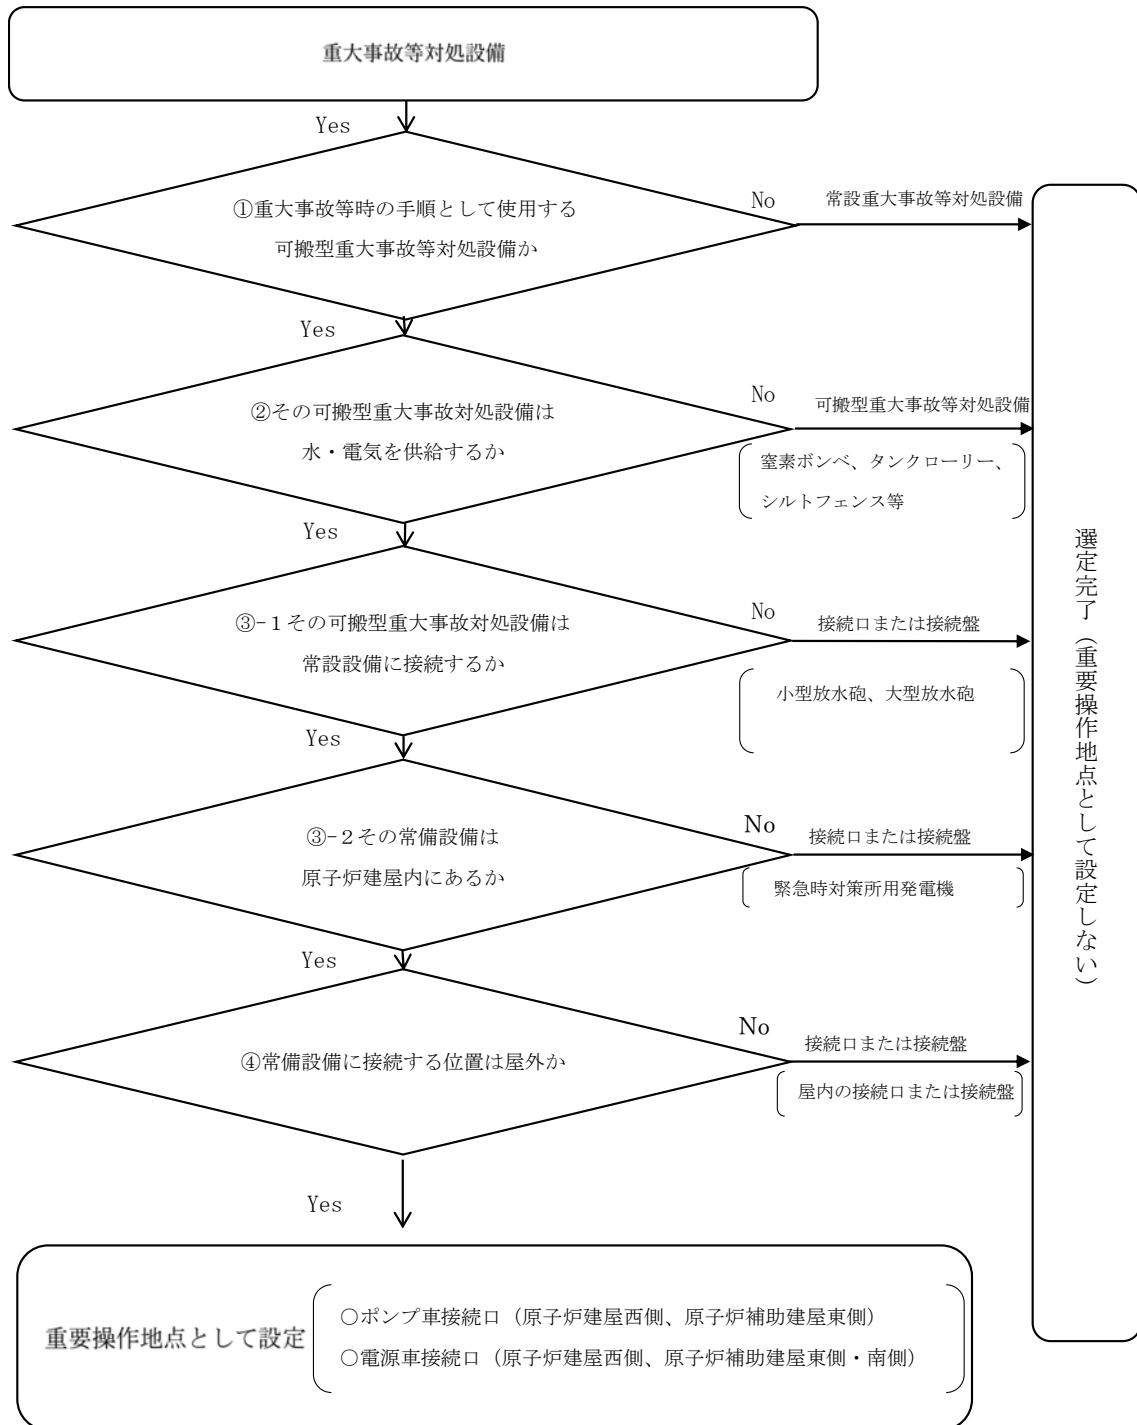 重大事故等対処設備
Yes
①重大事故等時の手順として使用する
可搬型重大事故等対処設備か
No
常設重大事故等対処設備
Yes
②その可搬型重大事故対処設備は
水・電気を供給するか
No
可搬型重大事故等対処設備
窒素ボンベ、タンクローリー、
シルトフェンス等
Yes
③-1その可搬型重大事故対処設備は
常設設備に接続するか
No
接続口または接続盤
小型放水砲、大型放水砲
Yes
③-2その常備設備は
原子炉建屋内にあるか
No
接続口または接続盤
緊急時対策所用発電機
Yes
④常備設備に接続する位置は屋外か
No
接続口または接続盤
屋内の接続口または接続盤
Yes
選定完了（重要操作地点として設定しない）
重要操作地点として設定
○ポンプ車接続口（原子炉建屋西側、原子炉補助建屋東側）
○電源車接続口（原子炉建屋西側、原子炉補助建屋東側・南側）